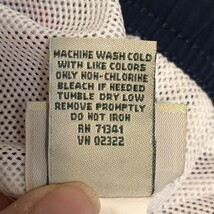 MACHINE WASH COLD
WITH LIKE COLORS
ONLY NON-CHLORINE
BLEACH IF NEEDED
TUMBLE DRY LOW
REMOVE PROMPTLY
DO NOT IRON
RN 71341
VN 02322